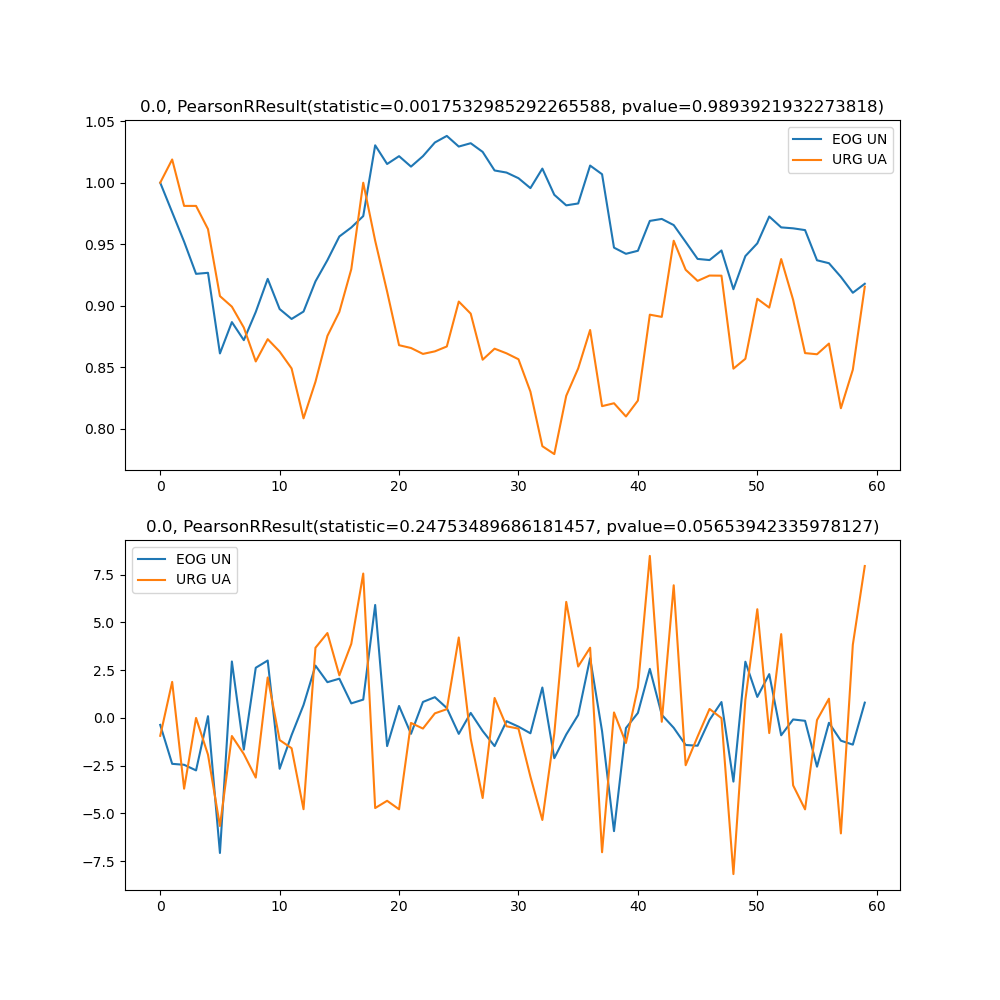 0.0, PearsonRResult(statistic=0.0017532985292265588, pvalue=0.9893921932273818)
1.05
1.00
0.95
0.90
0.85
0.80
EOG UN
URG UA
0 10 20 30 40 50 60
0.0, PearsonRResult(statistic=0.24753489686181457, pvalue=0.05653942335978127)
7.5
5.0
2.5
0.0
−2.5
−5.0
−7.5
EOG UN
URG UA
0 10 20 30 40 50 60